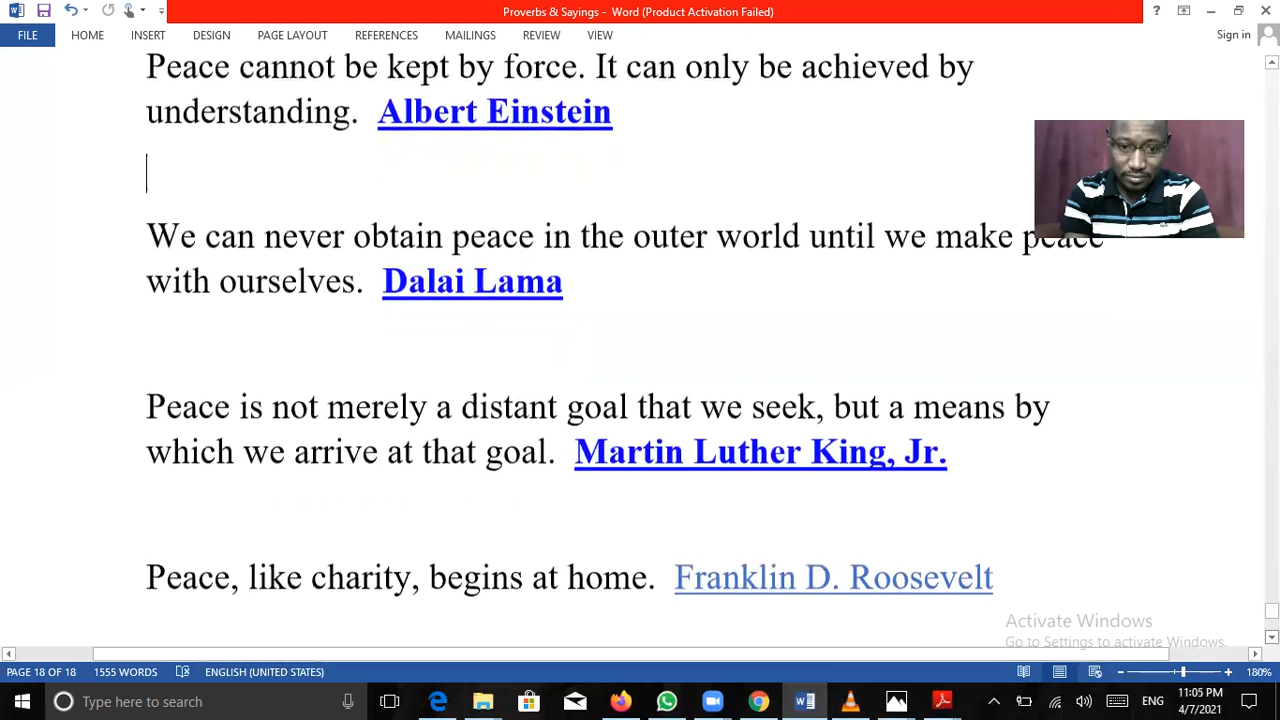 Proverbs & Sayings - Word (Product Activation Failed)
FILE HOME INSERT DESIGN PAGE LAYOUT REFERENCES MAILINGS REVIEW VIEW Sign in
Peace cannot be kept by force. It can only be achieved by
understanding. Albert Einstein
We can never obtain peace in the outer world until we make peace
with ourselves. Dalai Lama
Peace is not merely a distant goal that we seek, but a means by
which we arrive at that goal. Martin Luther King, Jr.
Peace, like charity, begins at home. Franklin D. Roosevelt
Activate Windows
Go to Settings to activate Windows.
PAGE 18 OF 18 1555 WORDS ENGLISH (UNITED STATES) 180%
Type here to search
ENG
11:05 PM
4/7/2021